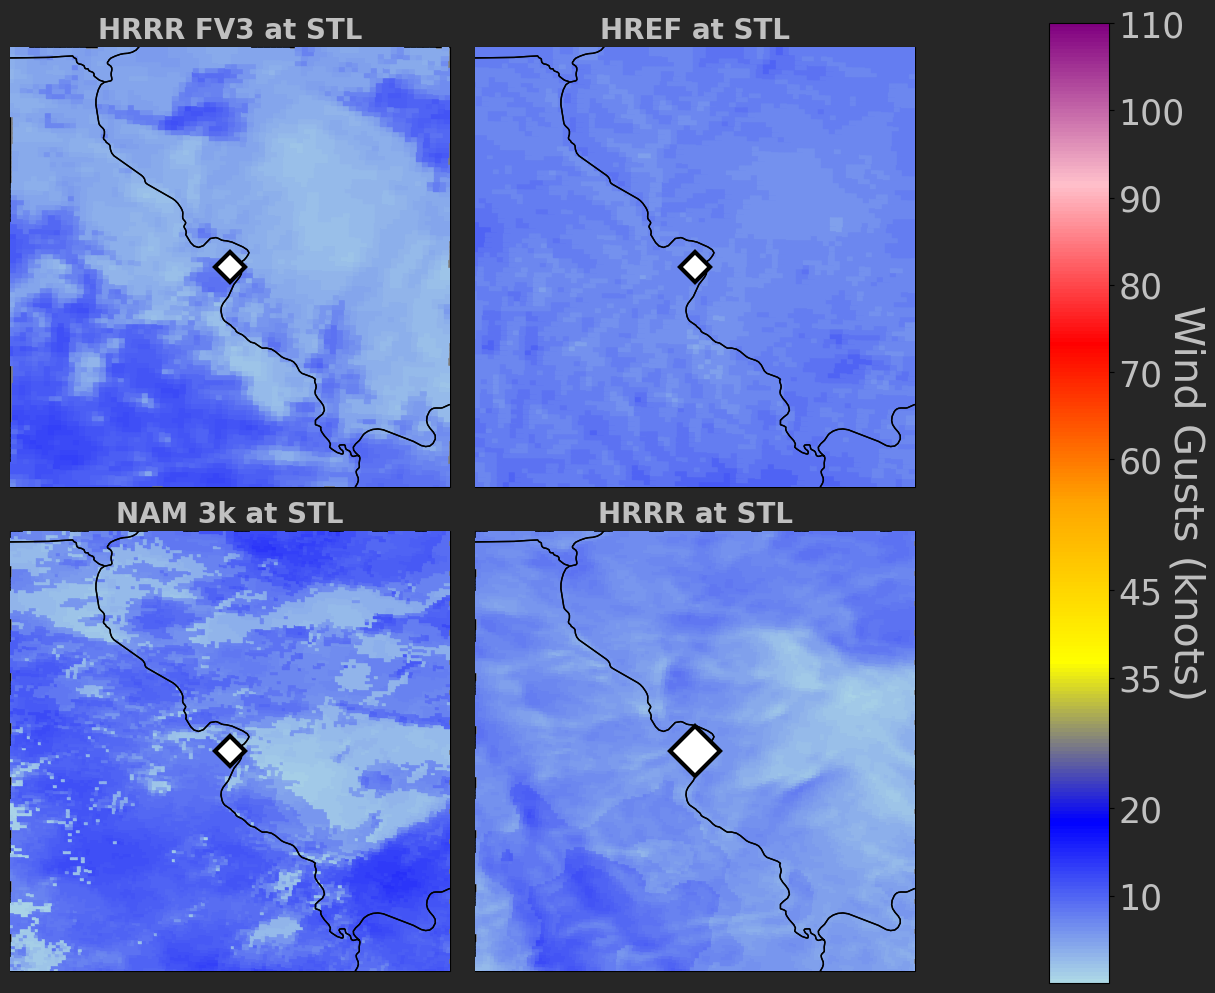 HRRR FV3 at STL
HREF at STL
NAM 3k at STL
HRRR at STL
110
100
90
80
70
60
45
35
20
10
Wind Gusts (knots)